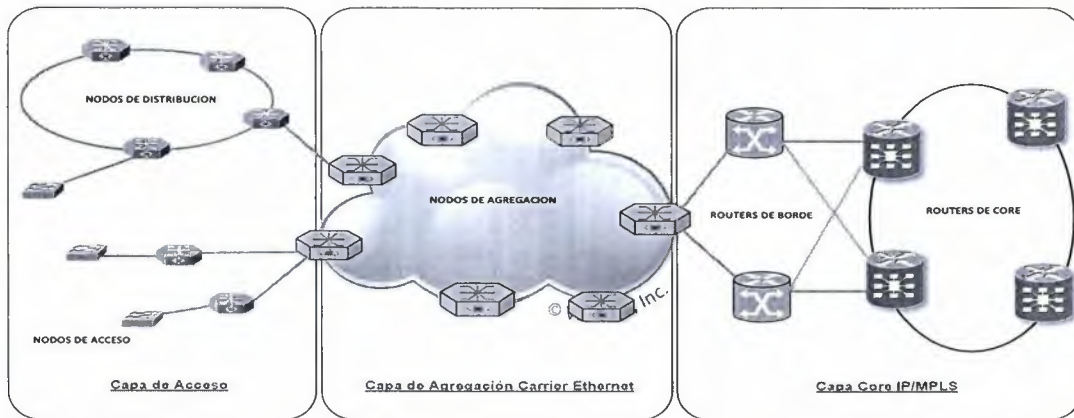 NODOS DE DISTRIBUCION
NODOS DE ACCESO
Capa de Acceso
NODOS DE AGREGACION
© Inc.
Capa de Agregación Carrier Ethernet
ROUTERS DE BORDE
ROUTERS DE CORE
Capa Core IP/MPLS